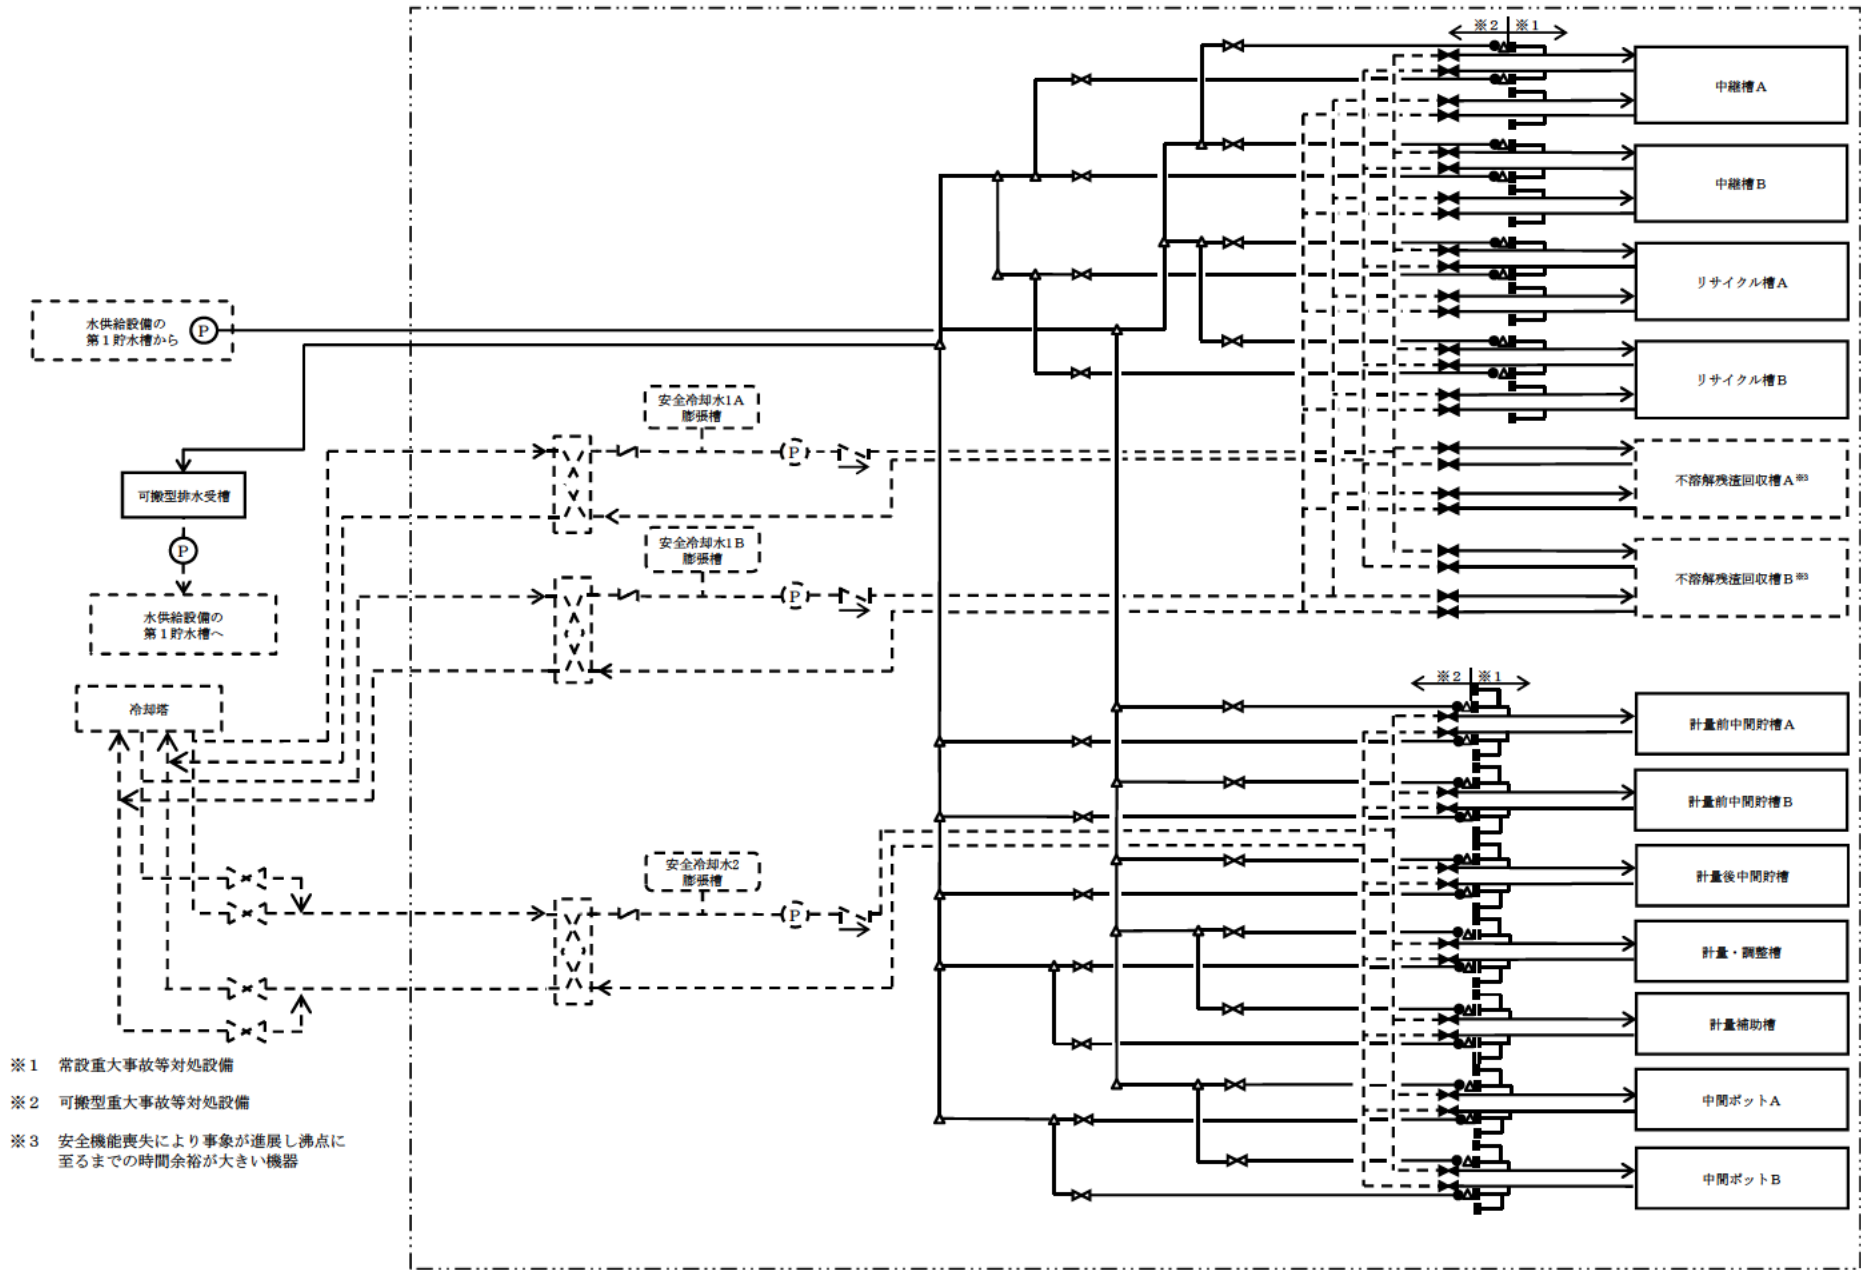 ※2 ※1
中継槽A
中継槽B
リサイクル槽A
水供給設備の
第1貯水槽から
P
リサイクル槽B
安全冷却水1A
膨張槽
P
不溶解残渣回収槽A※3
可搬型排水受槽
P
安全冷却水1B
膨張槽
P
不溶解残渣回収槽B※3
水供給設備の
第1貯水槽へ
※2 ※1
冷却塔
計量前中間貯槽A
計量前中間貯槽B
安全冷却水2
膨張槽
P
計量後中間貯槽
計量・調整槽
計量補助槽
中間ポットA
中間ポットB
※1 常設重大事故等対処設備
※2 可搬型重大事故等対処設備
※3 安全機能喪失により事象が進展し沸点に
至るまでの時間余裕が大きい機器